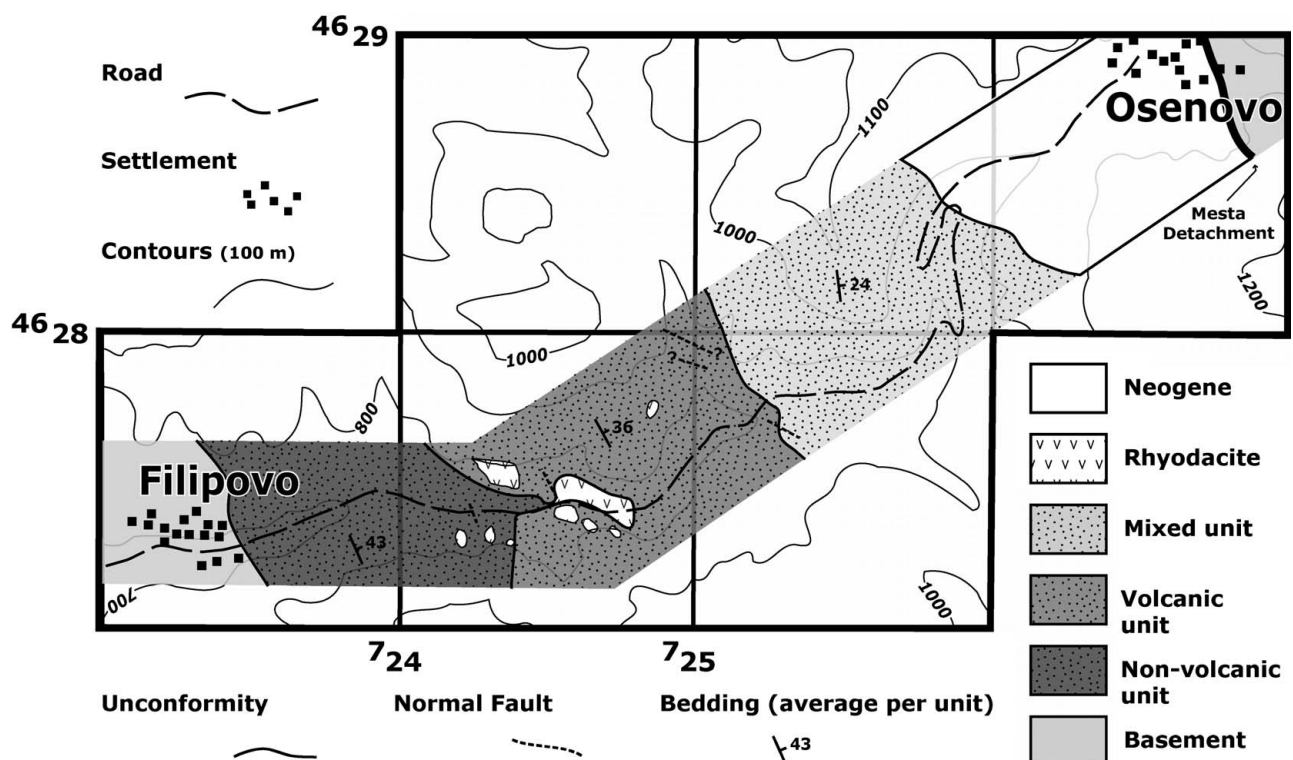 46 29
Road
Settlement
Contours (100 m)
46 28
1100
Osenovo
1000
Mesta
Detachment
24
1200
1000
? ?
800
36
Filipovo
43
700
1000
7 24
7 25
Neogene
Rhyodacite
Mixed unit
Volcanic
unit
Non-volcanic
unit
Basement
Unconformity
Normal Fault
Bedding (average per unit)
43